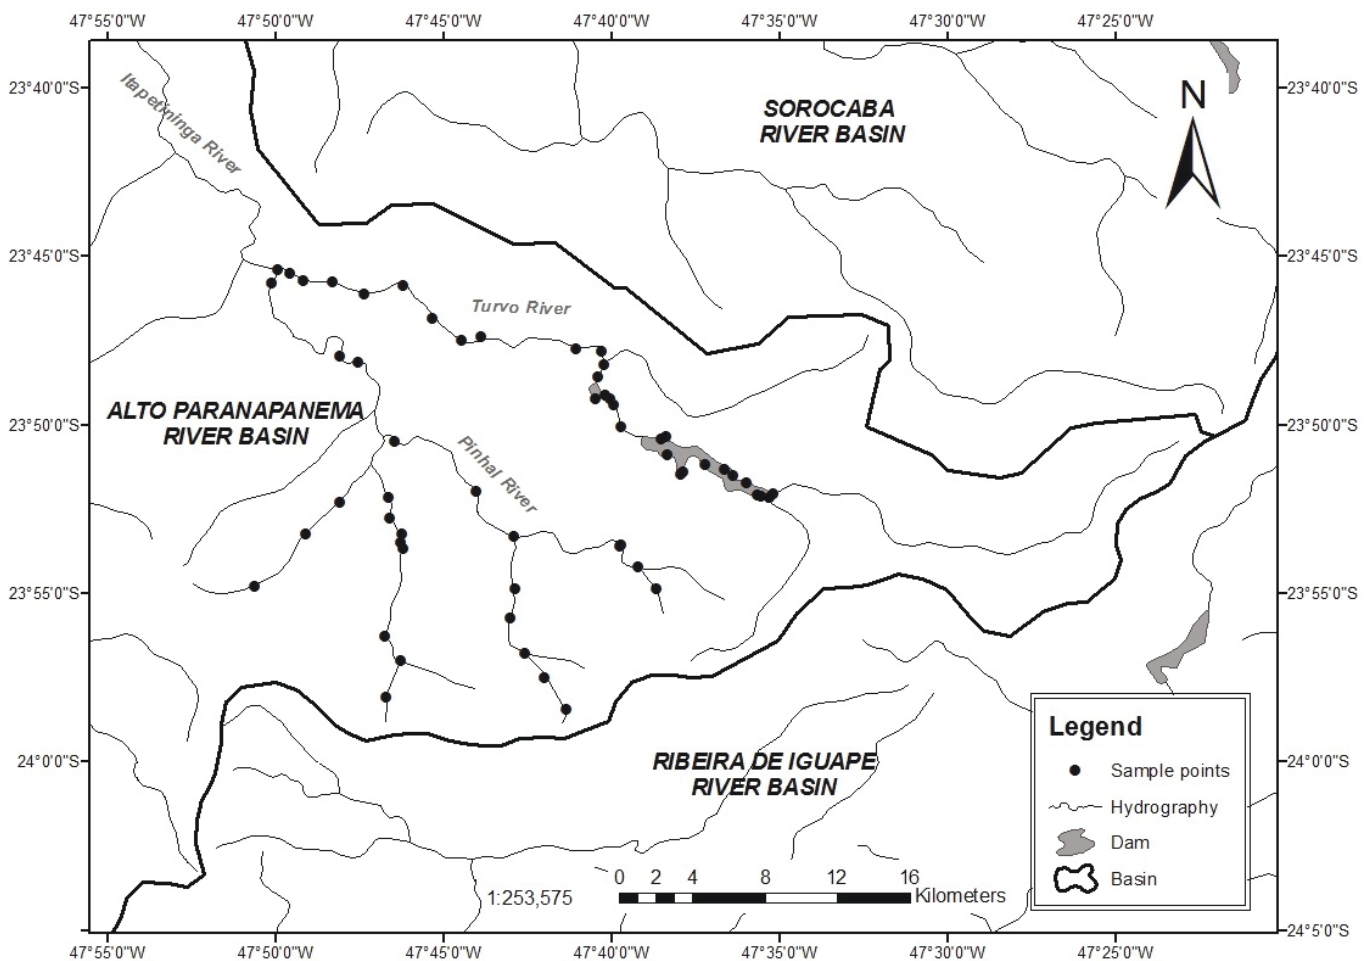 47°55'0"W 47°50'0"W 47°45'0"W 47°40'0"W 47°35'0"W 47°30'0"W 47°25'0"W
23°40'0"S
23°40'0"S
Itapetininga River
SOROCABA
RIVER BASIN
N
23°45'0"S
23°45'0"S
Turvo River
ALTO PARANAPANEMA
RIVER BASIN
23°50'0"S
23°50'0"S
Pinhal River
23°55'0"S
23°55'0"S
24°0'0"S
24°0'0"S
RIBEIRA DE IGUAPE
RIVER BASIN
Legend
Sample points
Hydrography
Dam
Basin
0 2 4 8 12 16
1:253,575
Kilometers
24°5'0"S
47°55'0"W 47°50'0"W 47°45'0"W 47°40'0"W 47°35'0"W 47°30'0"W 47°25'0"W